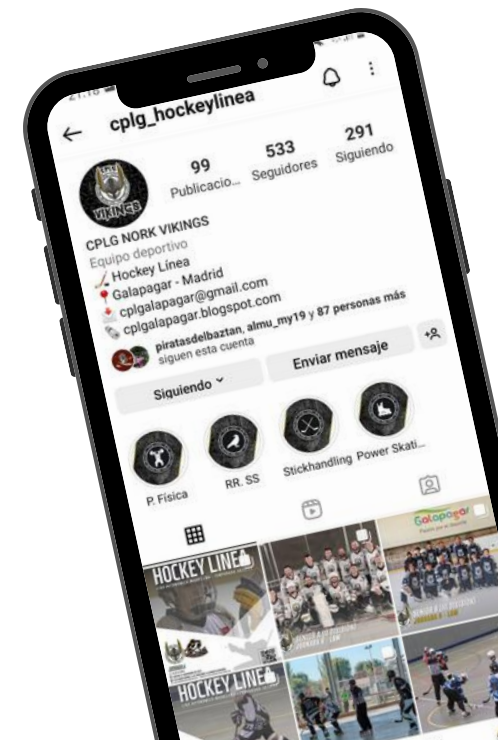 cplg_hockeylinea
99
Publicacio...
533
Seguidores
291
Siguiendo
VIKINGS
CPLG NORK VIKINGS
Equipo deportivo
Hockey Línea
Galapagar - Madrid
cplgalapagar@gmail.com
cplgalapagar.blogspot.com
piratasdelbaztan, almu_my19 y 87 personas más
siguen esta cuenta
Siguiendo
Enviar mensaje
P. Física
RR. SS
Stickhandling
Power Skati...
HOCKEY LINEA
Galapagar
HOCKEY LINEA